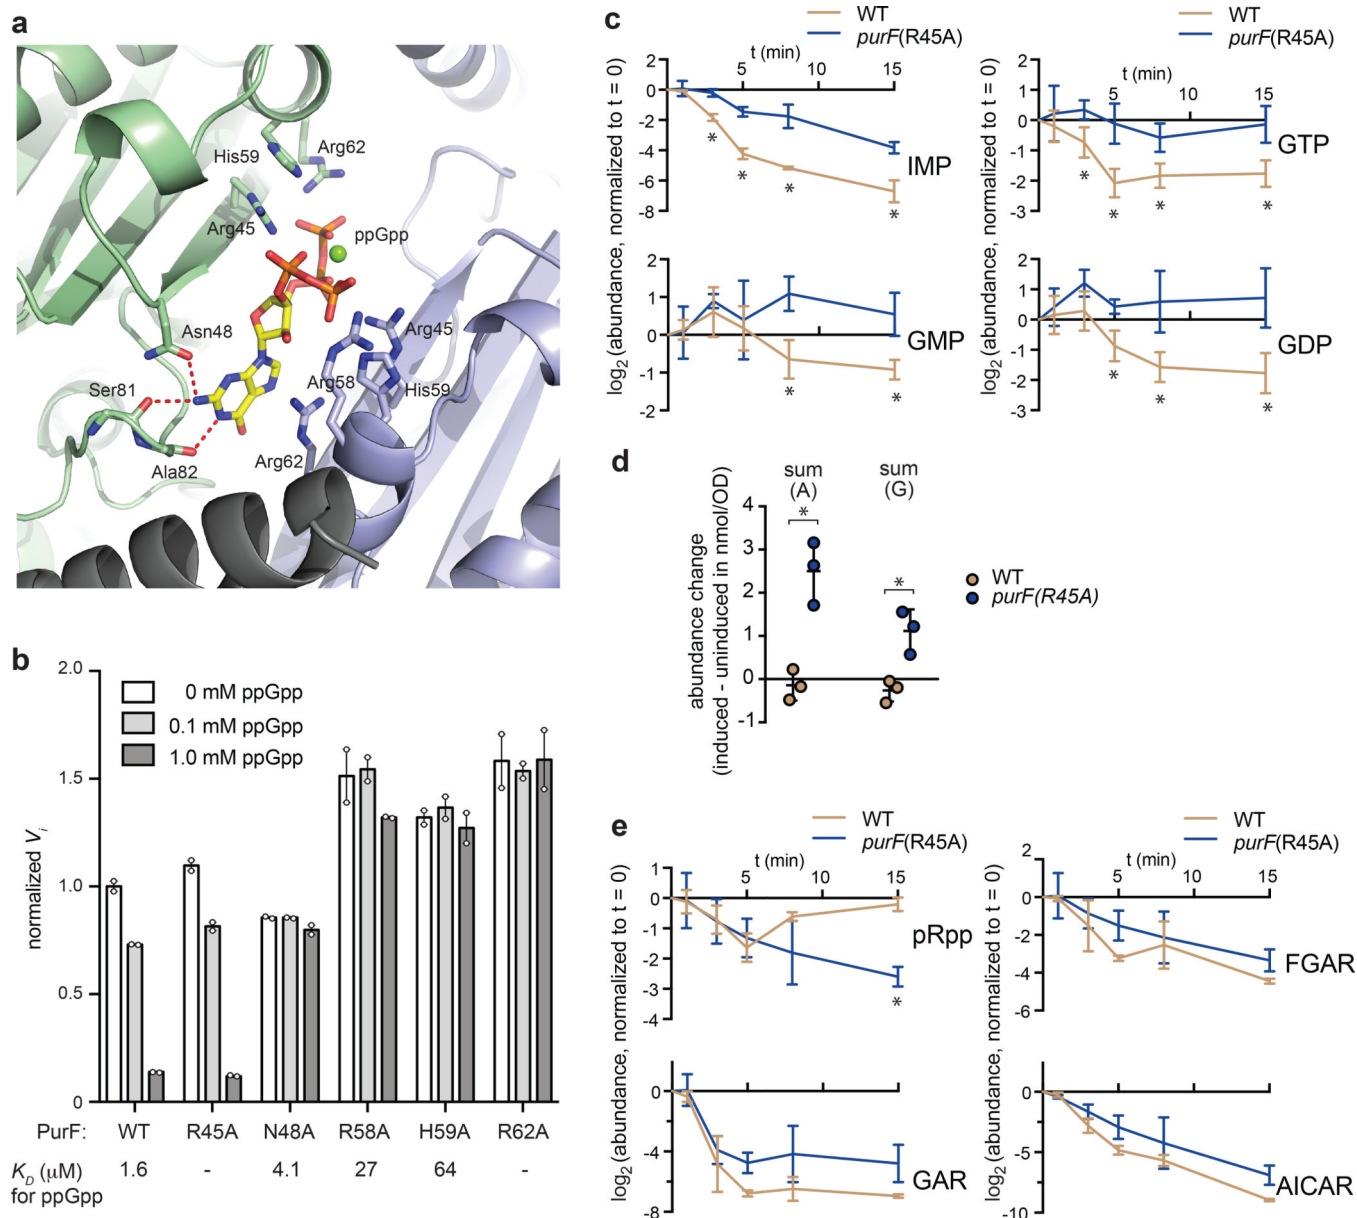 a
His59
Arg62
Arg45
ppGpp
Asn48
Arg45
Ser81
Arg58
His59
Ala82
Arg62
b
normalized Vi
2.0
1.5
1.0
0.5
0
0 mM ppGpp
0.1 mM ppGpp
1.0 mM ppGpp
PurF: WT R45A N48A R58A H59A R62A
KD (µM) 1.6 - 4.1 27 64 -
for ppGpp
c
WT
purF(R45A)
WT
purF(R45A)
log2 (abundance, normalized to t = 0)
t (min)
5 10 15
2
0
-2
-4
-6
-8
IMP
* * * *
2
1
0
-1
-2
GMP
* *
log2 (abundance, normalized to t = 0)
t (min)
5 10 15
2
1
0
-1
-2
-3
GTP
* * * *
2
1
0
-1
-2
-3
GDP
* * *
d
sum
(A)
sum
(G)
abundance change
(induced - uninduced in nmol/OD)
4
3
2
1
0
-1
*
*
WT
purF(R45A)
e
WT
purF(R45A)
WT
purF(R45A)
log2 (abundance, normalized to t = 0)
t (min)
5 10 15
1
0
-1
-2
-3
-4
pRpp
*
0
-4
-8
GAR
log2 (abundance, normalized to t = 0)
t (min)
5 10 15
2
0
-2
-4
-6
FGAR
0
-5
-10
AICAR